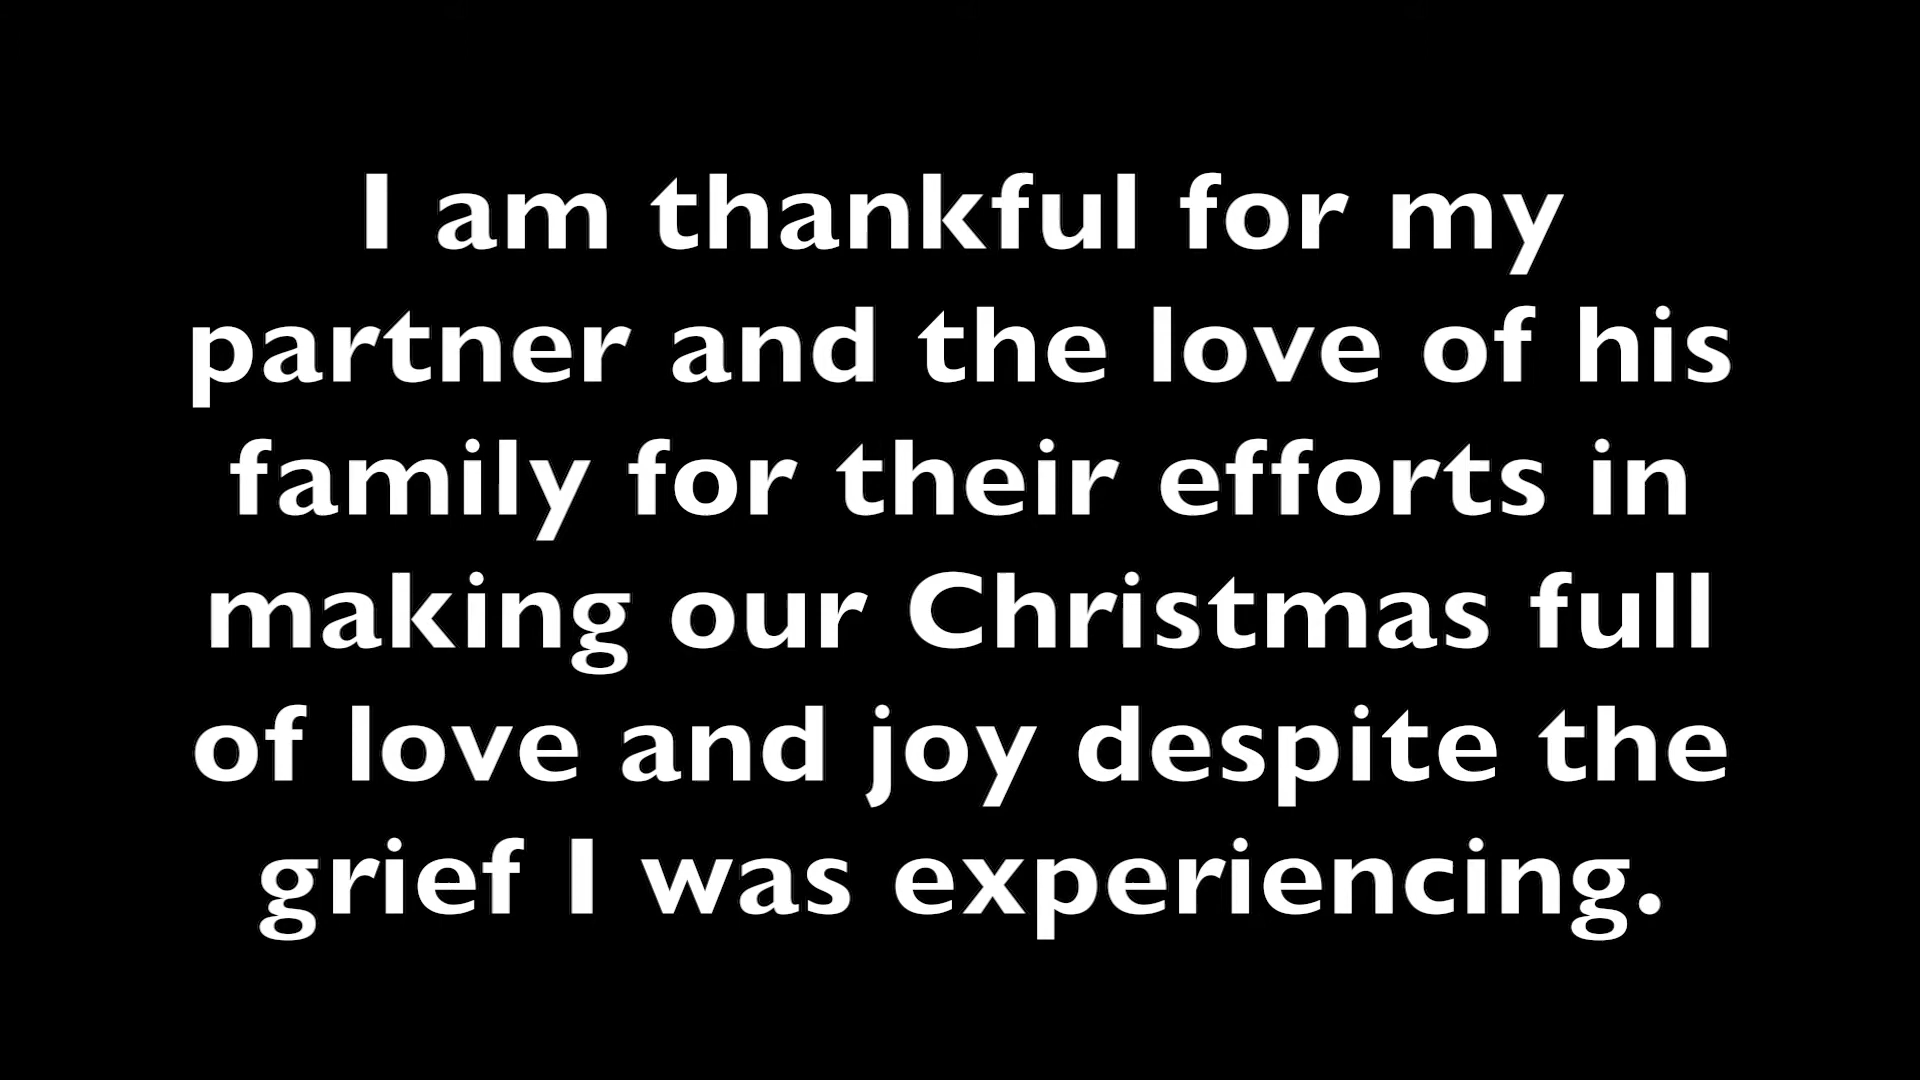 I am thankful for my
partner and the love of his
family for their efforts in
making our Christmas full
of love and joy despite the
grief I was experiencing.